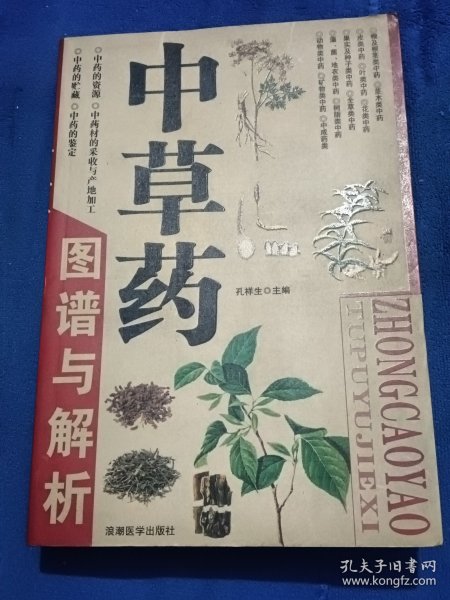 中草药
图谱与解析
◎中药的资源◎中药材的采收与产地加工
◎中药的贮藏◎中药的鉴定
◎根及根茎类中药◎茎木类中药
◎皮类中药◎叶类中药◎花类中药
◎果实及种子类中药◎全草类中药
◎藻、菌、地衣类中药◎树脂类中药
◎动物类中药◎矿物类中药◎中成药类
孔祥生◎主编
ZHONGCAOYAO
TUPUYUJIEXI
浪潮医学出版社
孔夫子旧书网
www.kongfz.com